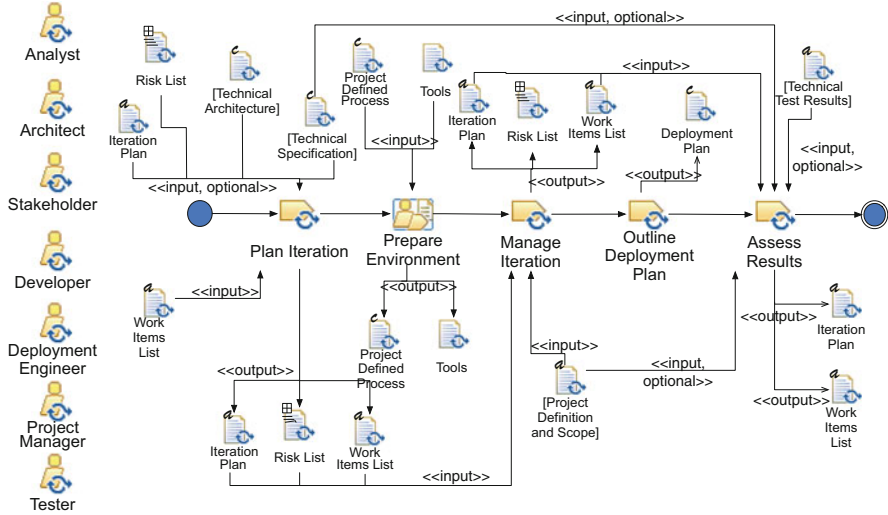 Analyst
Architect
Stakeholder
Developer
Deployment
Engineer
Project
Manager
Tester
a
Iteration
Plan
Risk List
c
[Technical
Architecture]
c
[Technical
Specification]
<<input, optional>>
c
Project
Defined
Process
Tools
<<input>>
<<input, optional>>
a
Iteration
Plan
Risk List
a
Work
Items List
<<input>>
<<output>>
c
Deployment
Plan
<<output>>
a
[Technical
Test Results]
<<input,
optional>>
Plan Iteration
Prepare
Environment
Manage
Iteration
Outline
Deployment
Plan
Assess
Results
a
Work
Items
List
<<input>>
<<output>>
c
Project
Defined
Process
Tools
<<output>>
a
Iteration
Plan
Risk List
a
Work
Items List
<<input>>
<<input>>
a
[Project
Definition
and Scope]
<<input,
optional>>
<<output>>
a
Iteration
Plan
<<output>>
a
Work
Items
List